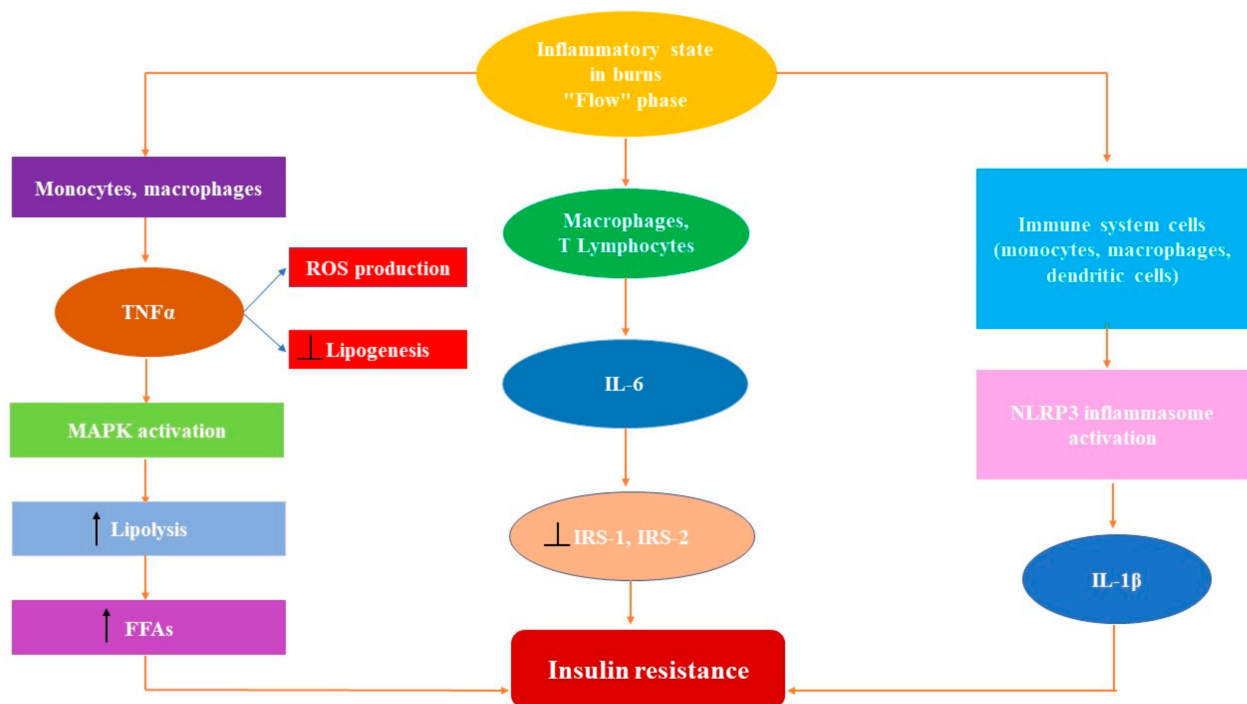 Inflammatory state
in burns
"Flow" phase
Monocytes, macrophages
Macrophages,
T Lymphocytes
Immune system cells
(monocytes, macrophages,
dendritic cells)
ROS production
TNFα
⊥ Lipogenesis
IL-6
MAPK activation
NLRP3 inflammasome
activation
↑ Lipolysis
⊥ IRS-1, IRS-2
IL-1β
↑ FFAs
Insulin resistance